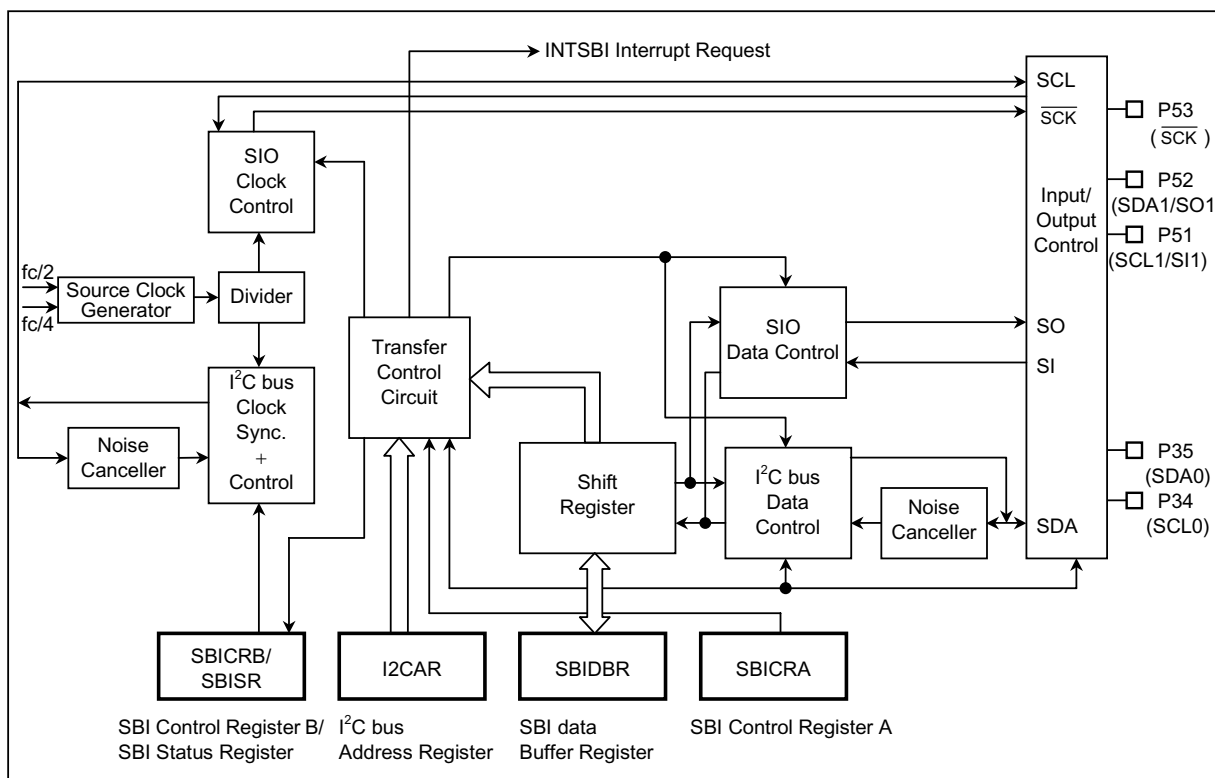 INTSBI Interrupt Request
SCL
SCK
P53
(SCK)
SIO
Clock
Control
P52
(SDA1/SO1
Input/
Output
Control
P51
(SCL1/SI1)
fc/2
fc/4
Source Clock
Generator
Divider
Transfer
Control
Circuit
SIO
Data Control
SO
SI
I²C bus
Clock
Sync.
+
Control
Noise
Canceller
Shift
Register
I²C bus
Data
Control
Noise
Canceller
SDA
P35
(SDA0)
P34
(SCL0)
SBICRB/
SBISR
I2CAR
SBIDBR
SBICRA
SBI Control Register B/
SBI Status Register
I²C bus
Address Register
SBI data
Buffer Register
SBI Control Register A